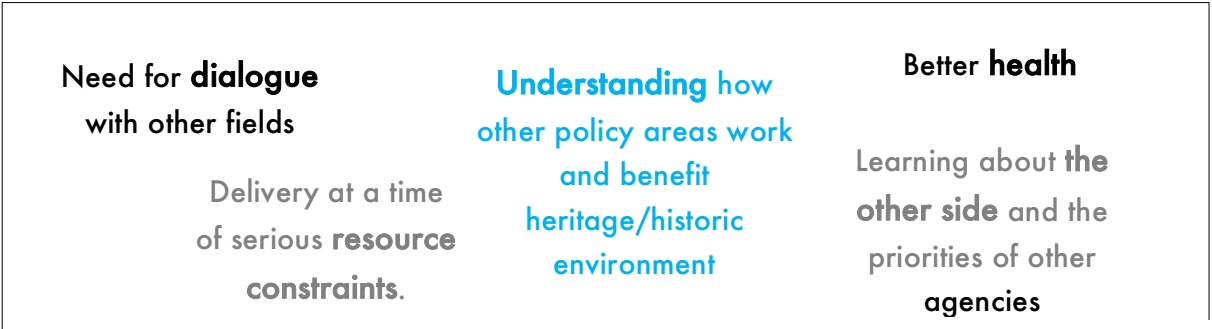 Need for dialogue
with other fields
Delivery at a time
of serious resource
constraints.
Understanding how
other policy areas work
and benefit
heritage/historic
environment
Better health
Learning about the
other side and the
priorities of other
agencies